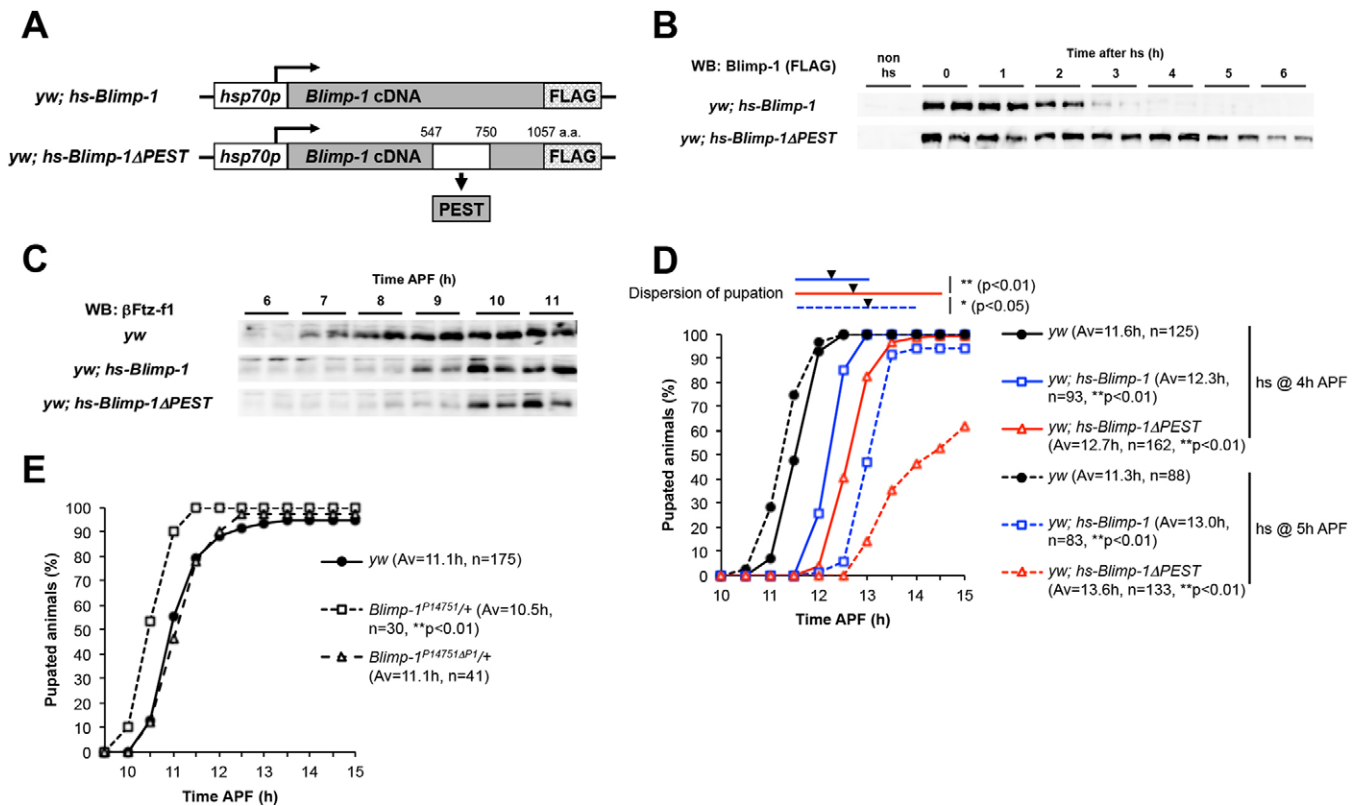 A
yw; hs-Blimp-1
hsp70p
Blimp-1 cDNA
FLAG
547 750 1057 a.a.
yw; hs-Blimp-1ΔPEST
hsp70p
Blimp-1 cDNA
FLAG
PEST
B
Time after hs (h)
WB: Blimp-1 (FLAG)
non
hs
0 1 2 3 4 5 6
yw; hs-Blimp-1
yw; hs-Blimp-1ΔPEST
C
Time APF (h)
WB: βFtz-f1
6 7 8 9 10 11
yw
yw; hs-Blimp-1
yw; hs-Blimp-1ΔPEST
D
Dispersion of pupation
** (p<0.01)
* (p<0.05)
Pupated animals (%)
100
90
80
70
60
50
40
30
20
10
0
10 11 12 13 14 15
Time APF (h)
yw (Av=11.6h, n=125)
yw; hs-Blimp-1 (Av=12.3h,
n=93, **p<0.01)
yw; hs-Blimp-1ΔPEST
(Av=12.7h, n=162, **p<0.01)
hs @ 4h APF
yw (Av=11.3h, n=88)
yw; hs-Blimp-1 (Av=13.0h,
n=83, **p<0.01)
yw; hs-Blimp-1ΔPEST
(Av=13.6h, n=133, **p<0.01)
hs @ 5h APF
E
Pupated animals (%)
100
90
80
70
60
50
40
30
20
10
0
10 11 12 13 14 15
Time APF (h)
yw (Av=11.1h, n=175)
Blimp-1P14751/+ (Av=10.5h,
n=30, **p<0.01)
Blimp-1P14751ΔP1/+
(Av=11.1h, n=41)